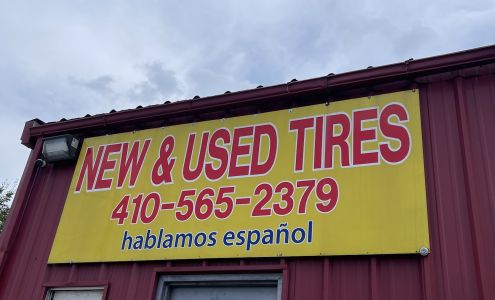 NEW & USED TIRES
410-565-2379
hablamos español